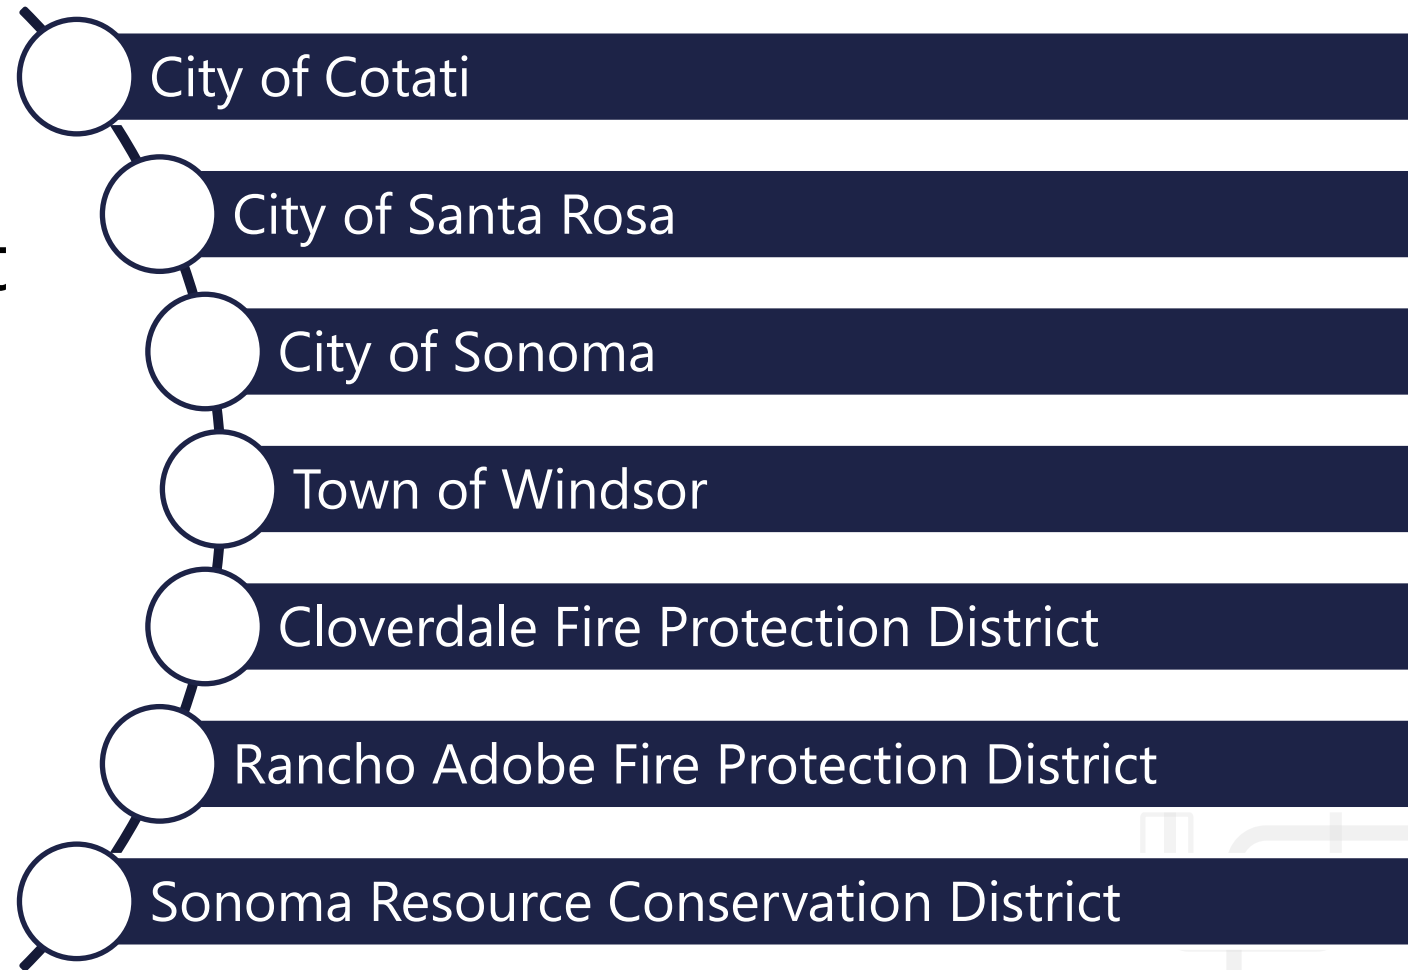 City of Cotati
City of Santa Rosa
t
City of Sonoma
Town of Windsor
Cloverdale Fire Protection District
Rancho Adobe Fire Protection District
Sonoma Resource Conservation District